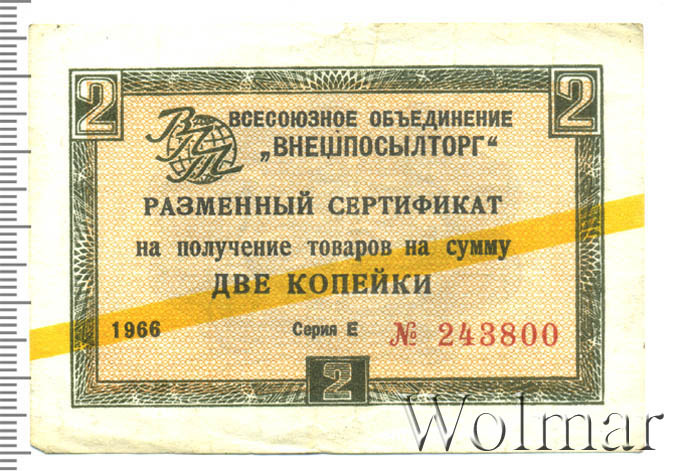 2 2
ВПТ
ВСЕСОЮЗНОЕ ОБЪЕДИНЕНИЕ
„ВНЕШПОСЫЛТОРГ“
РАЗМЕННЫЙ СЕРТИФИКАТ
на получение товаров на сумму
ДВЕ КОПЕЙКИ
1966 Серия Е № 243800
2
Wolmar